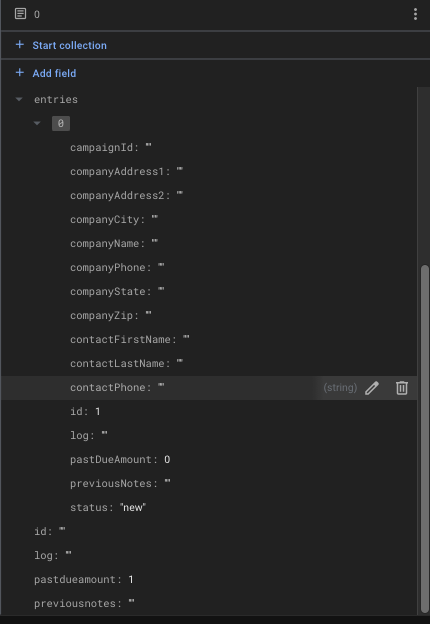 0
+ Start collection
+ Add field
entries
0
campaignId: ""
companyAddress1: ""
companyAddress2: ""
companyCity: ""
companyName: ""
companyPhone: ""
companyState: ""
companyZip: ""
contactFirstName: ""
contactLastName: ""
contactPhone: "" (string)
id: 1
log: ""
pastDueAmount: 0
previousNotes: ""
status: "new"
id: ""
log: ""
pastdueamount: 1
previousnotes: ""